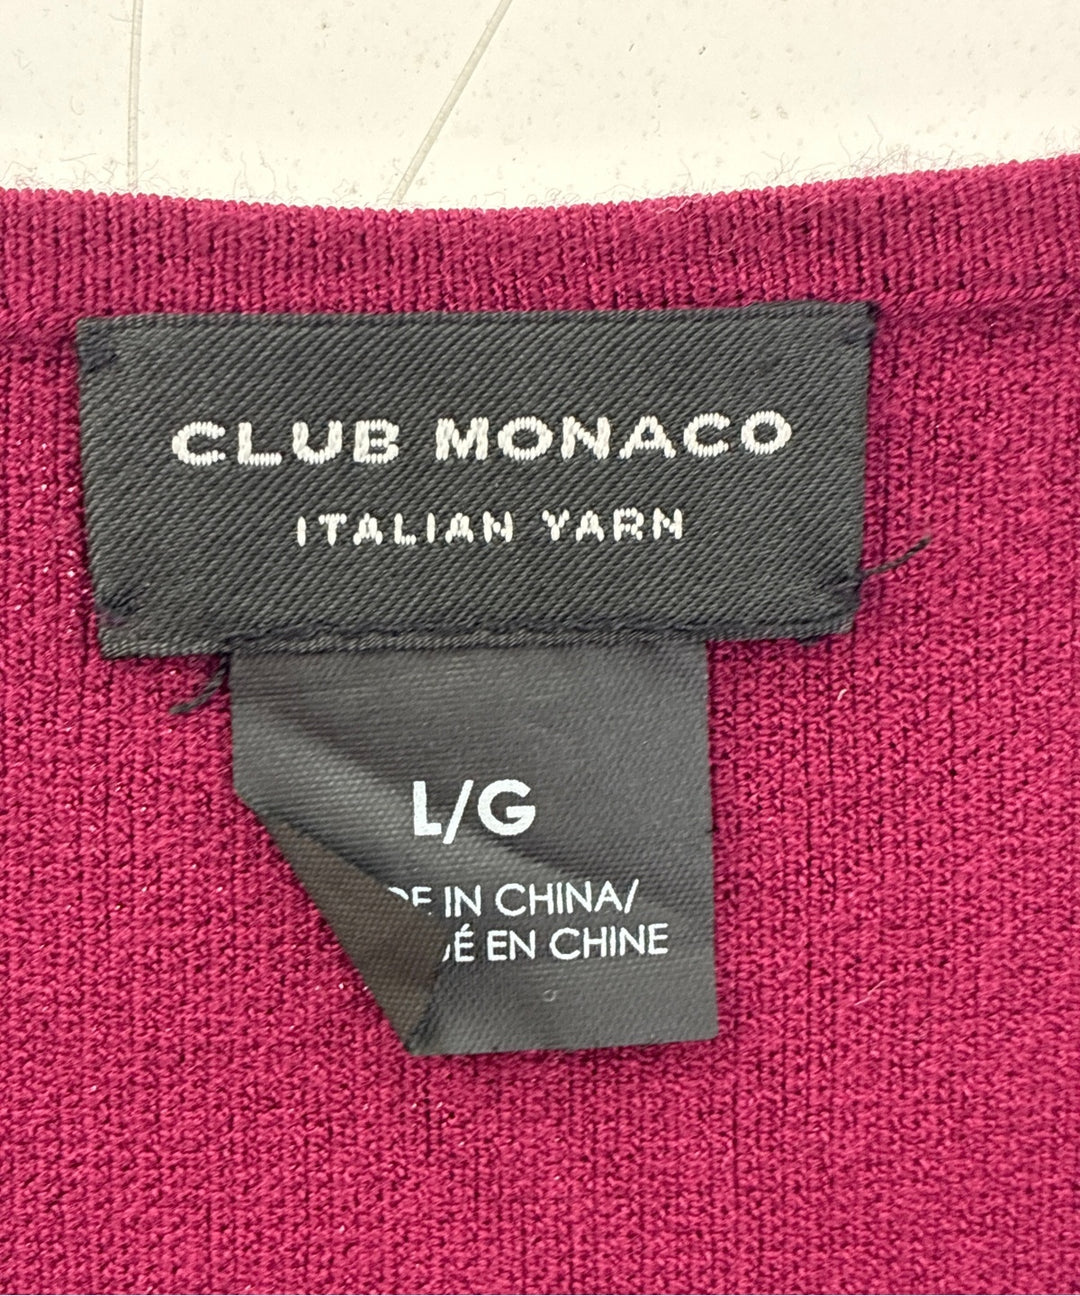 CLUB MONACO
ITALIAN YARN
L/G
IN CHINA/
EN CHINE